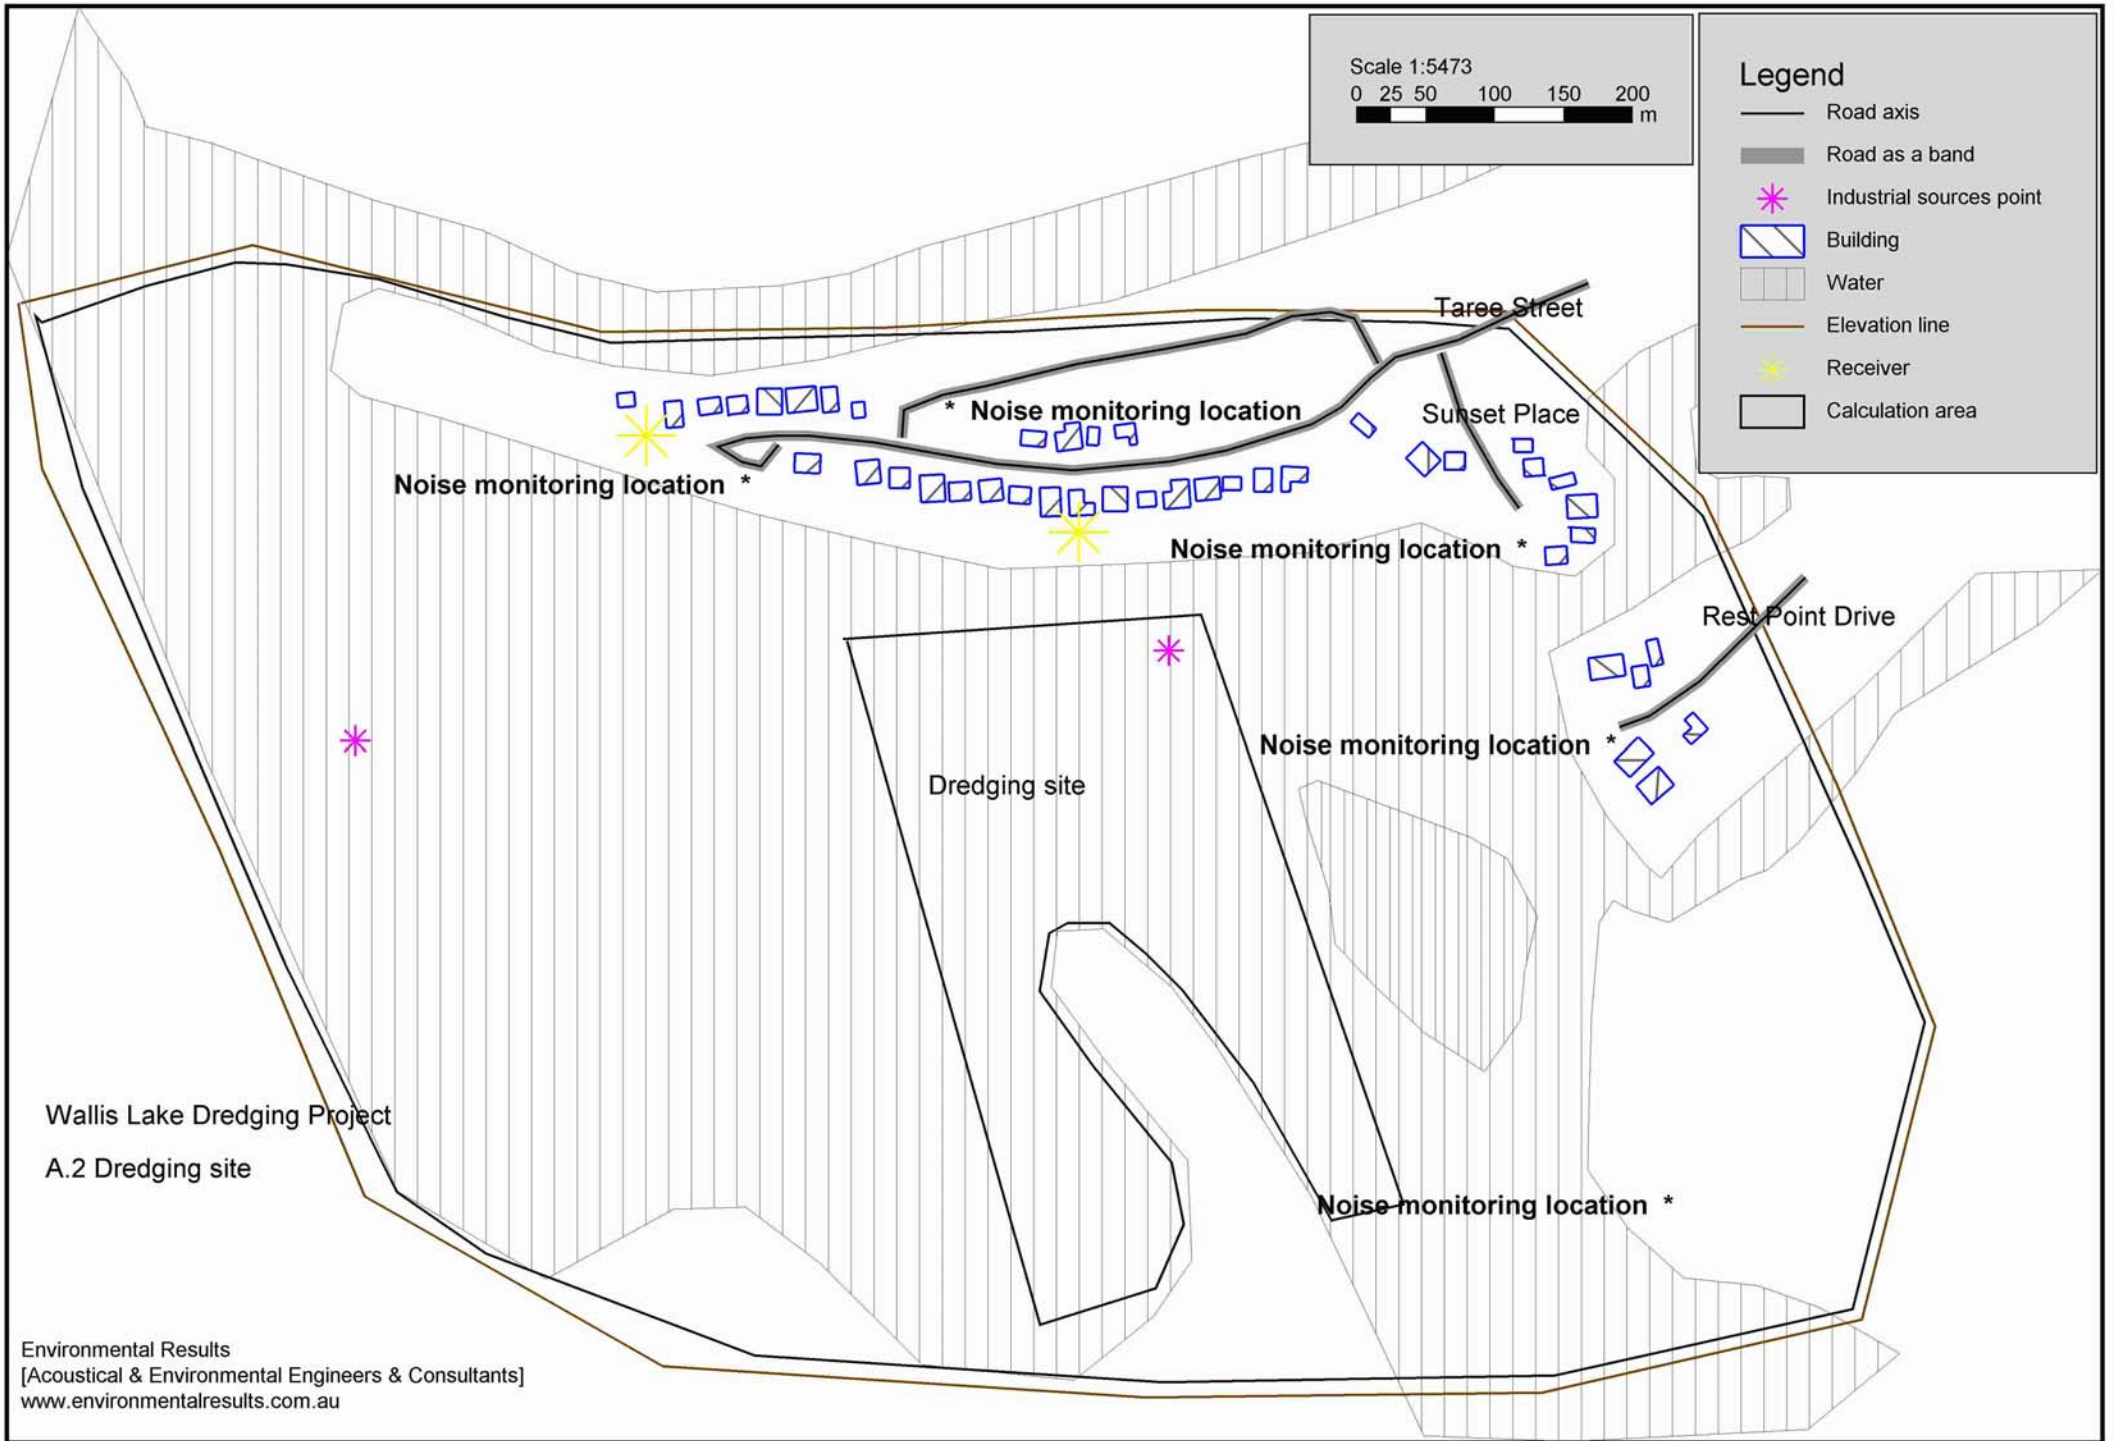 Scale 1:5473
0 25 50 100 150 200
m
Legend
Road axis
Road as a band
Industrial sources point
Building
Water
Elevation line
Receiver
Calculation area
Taree Street
* Noise monitoring location
Sunset Place
Noise monitoring location *
Noise monitoring location *
Rest Point Drive
Noise monitoring location *
Dredging site
Wallis Lake Dredging Project
A.2 Dredging site
Noise monitoring location *
Environmental Results
[Acoustical & Environmental Engineers & Consultants]
www.environmentalresults.com.au